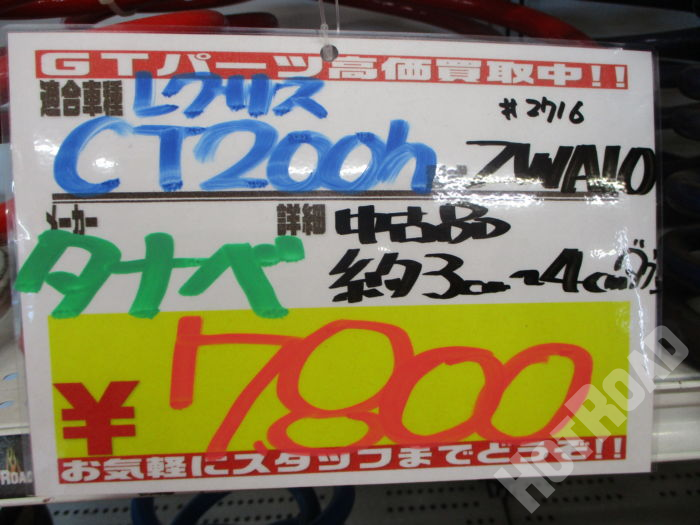 GTパーツ高価買取中!!
適合車種 レクサス #2716
CT200h ZWA10
メーカー 詳細 中古品
タナベ 約3cm~4cmダウン
¥7,800
お気軽にスタッフまでどうぞ!!
ROAD
HOTROAD